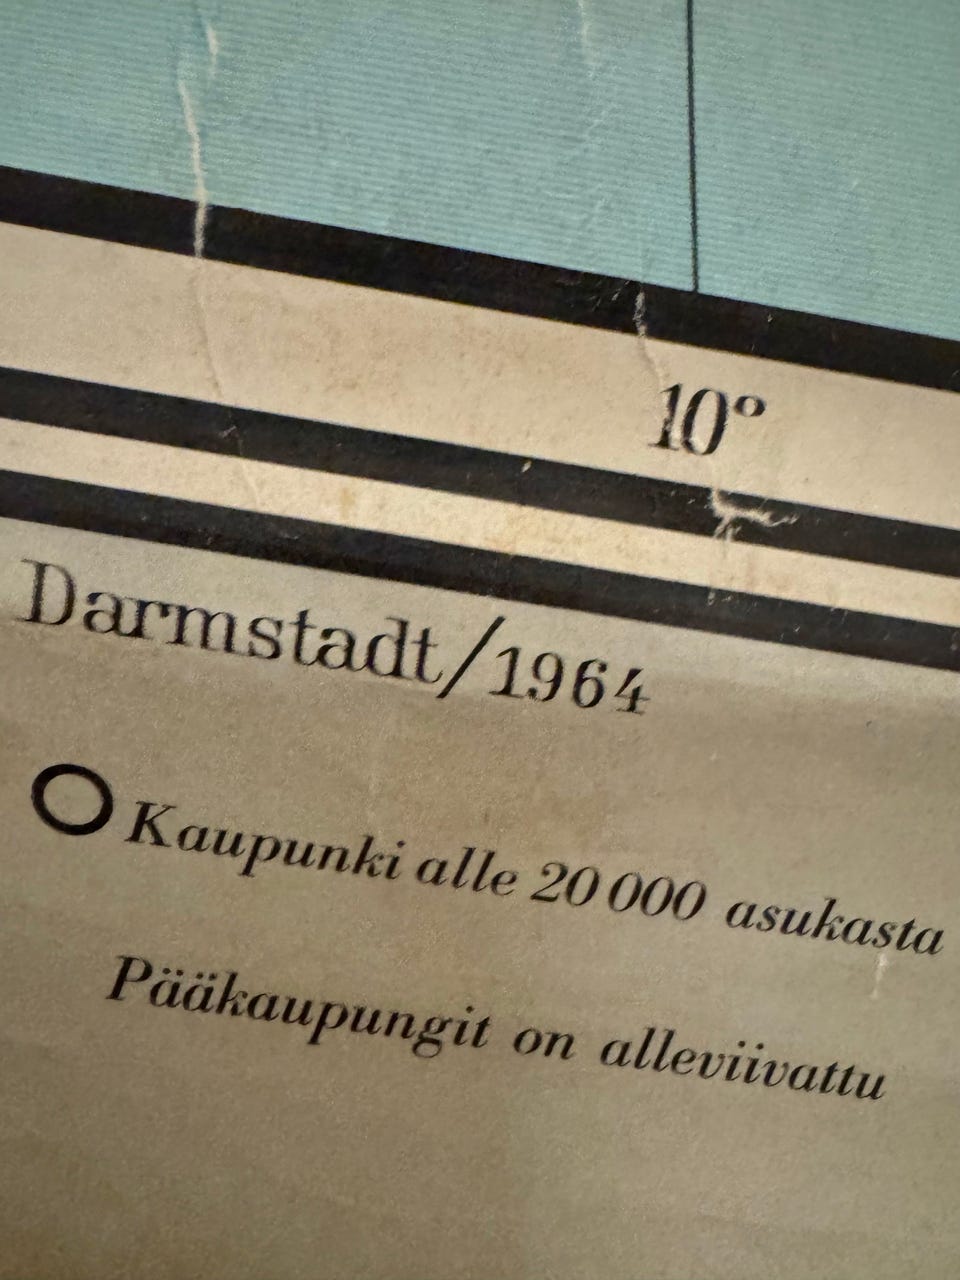 10°
Darmstadt/1964
Kaupunki alle 20 000 asukasta
Pääkaupungit on alleviivattu